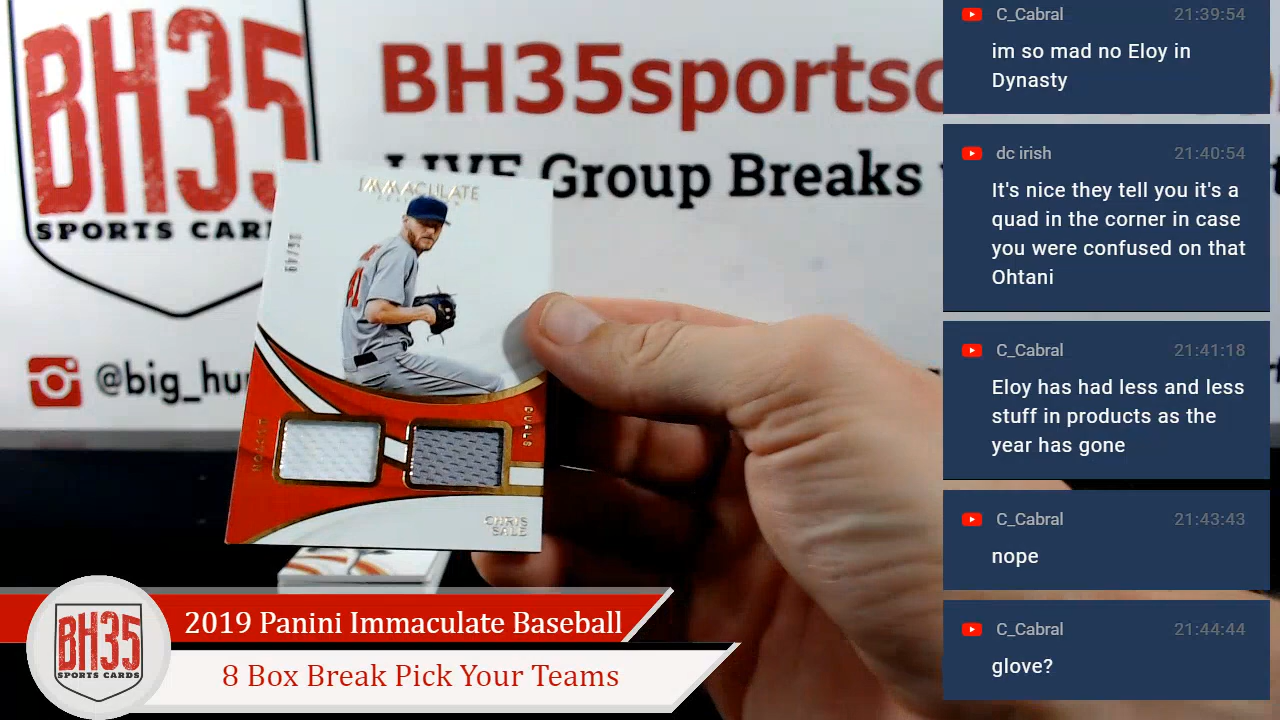 BH35
SPORTS CAR
BH35sportsc
LIVE Group Breaks
@big_hu
IMMACULATE
41
BOSTON
DUALS
CHRIS
SALE
BH35
SPORTS CARDS
2019 Panini Immaculate Baseball
8 Box Break Pick Your Teams
C_Cabral 21:39:54
im so mad no Eloy in
Dynasty
dc irish 21:40:54
It's nice they tell you it's a
quad in the corner in case
you were confused on that
Ohtani
C_Cabral 21:41:18
Eloy has had less and less
stuff in products as the
year has gone
C_Cabral 21:43:43
nope
C_Cabral 21:44:44
glove?